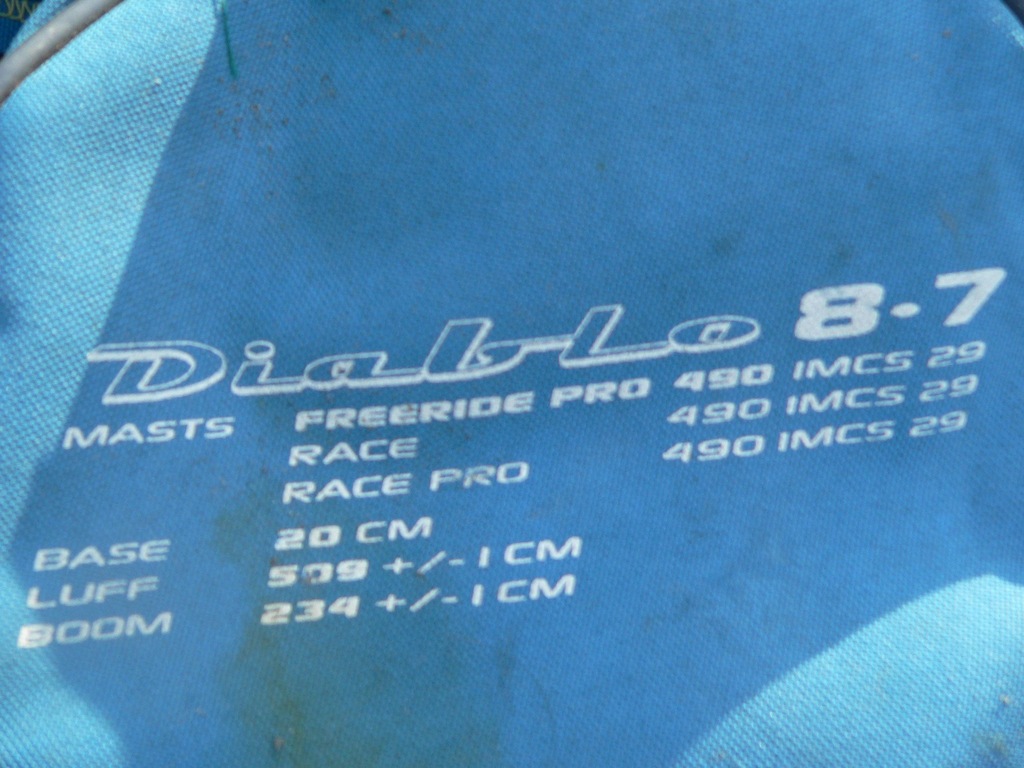 Diablo 8.7
MASTS FREERIDE PRO 490 IMCS 29
RACE 490 IMCS 29
RACE PRO 490 IMCS 29
BASE 20 CM
LUFF 509 +/- 1 CM
BOOM 234 +/- 1 CM